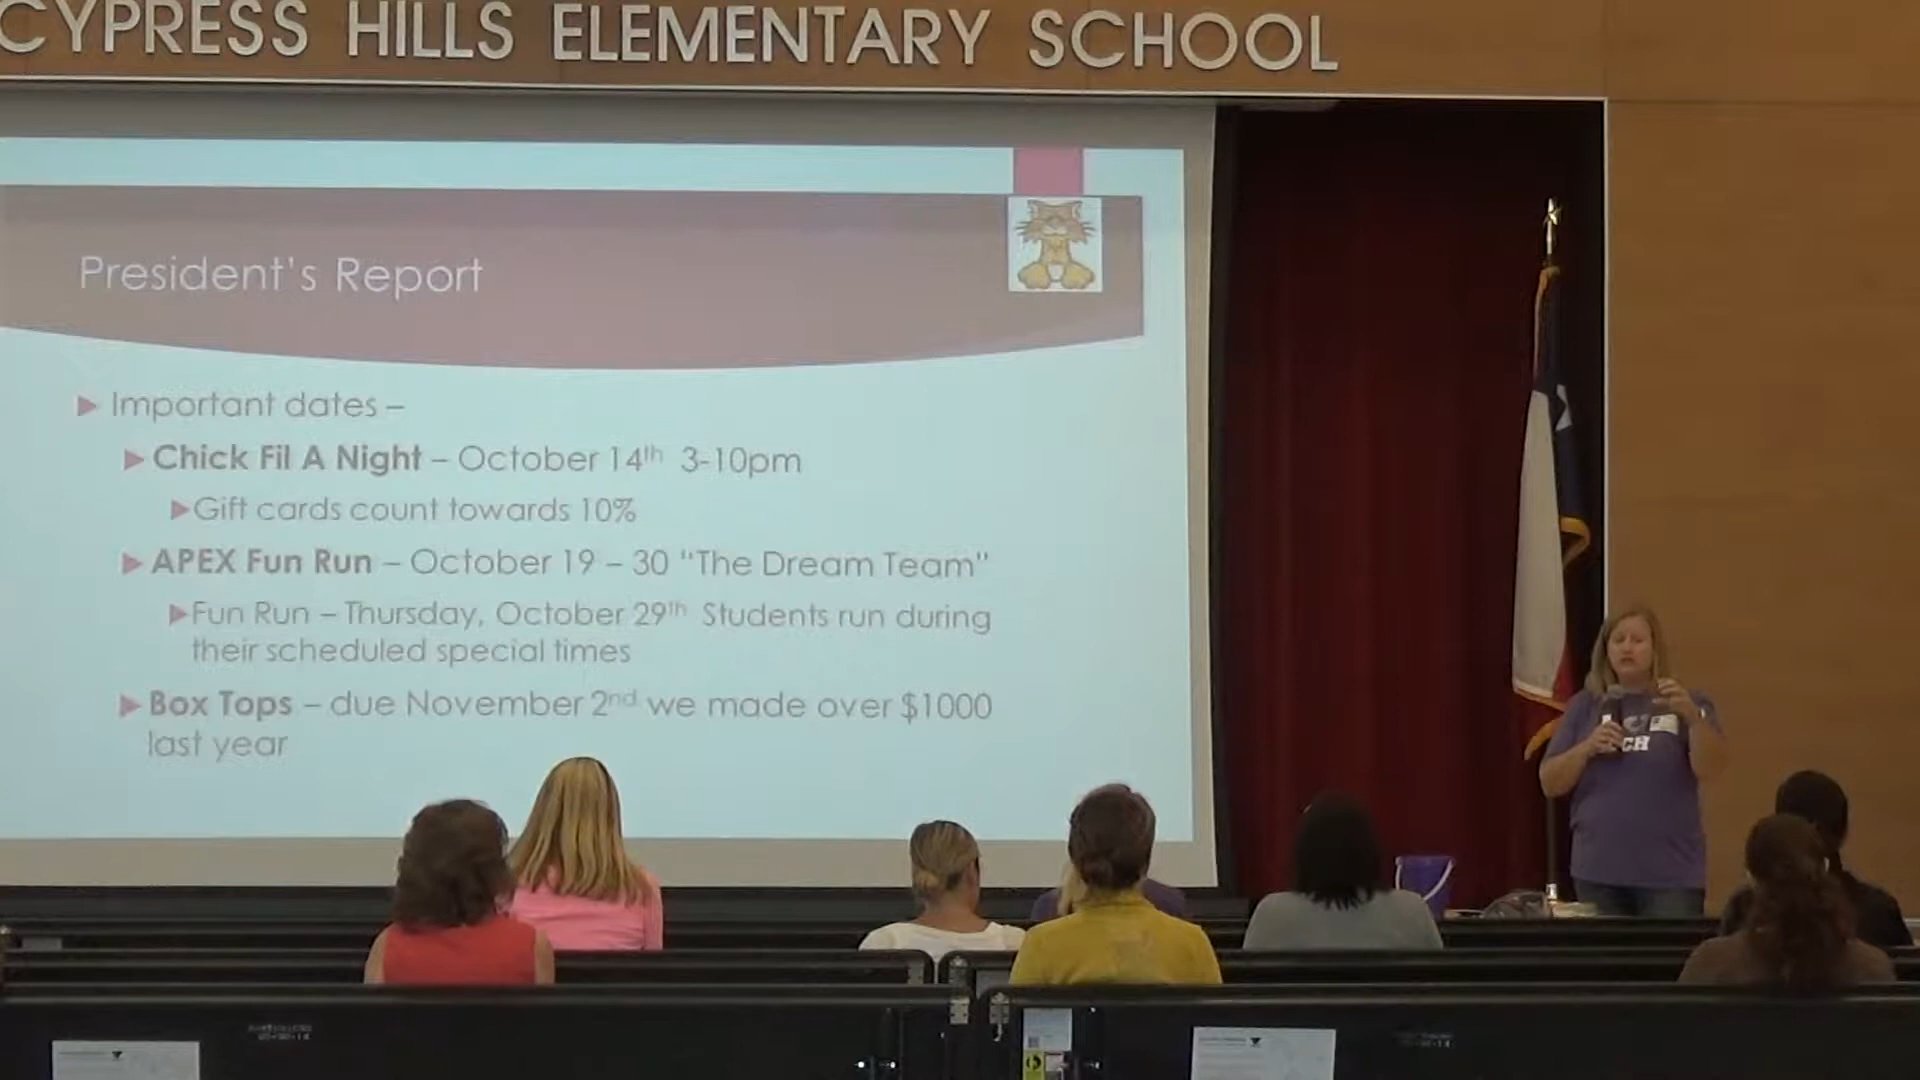 CYPRESS HILLS ELEMENTARY SCHOOL
President's Report
Important dates –
Chick Fil A Night – October 14th 3-10pm
Gift cards count towards 10%
APEX Fun Run – October 19 – 30 "The Dream Team"
Fun Run – Thursday, October 29th Students run during
their scheduled special times
Box Tops – due November 2nd we made over $1000
last year
CH